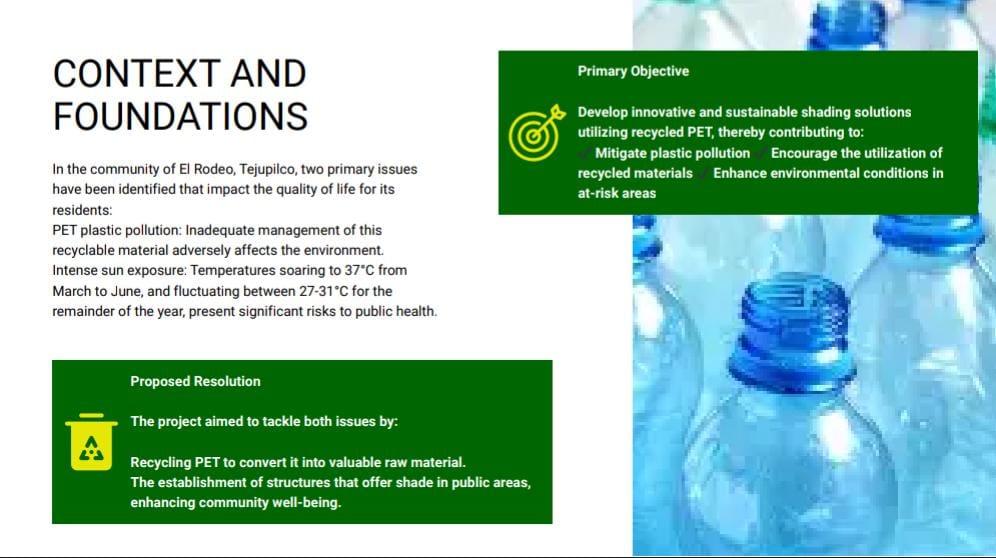 CONTEXT AND
FOUNDATIONS
In the community of El Rodeo, Tejupilco, two primary issues
have been identified that impact the quality of life for its
residents:
PET plastic pollution: Inadequate management of this
recyclable material adversely affects the environment.
Intense sun exposure: Temperatures soaring to 37°C from
March to June, and fluctuating between 27-31°C for the
remainder of the year, present significant risks to public health.
Primary Objective
Develop innovative and sustainable shading solutions
utilizing recycled PET, thereby contributing to:
✔Mitigate plastic pollution ✔ Encourage the utilization of
recycled materials ✔ Enhance environmental conditions in
at-risk areas
Proposed Resolution
The project aimed to tackle both issues by:
Recycling PET to convert it into valuable raw material.
The establishment of structures that offer shade in public areas,
enhancing community well-being.